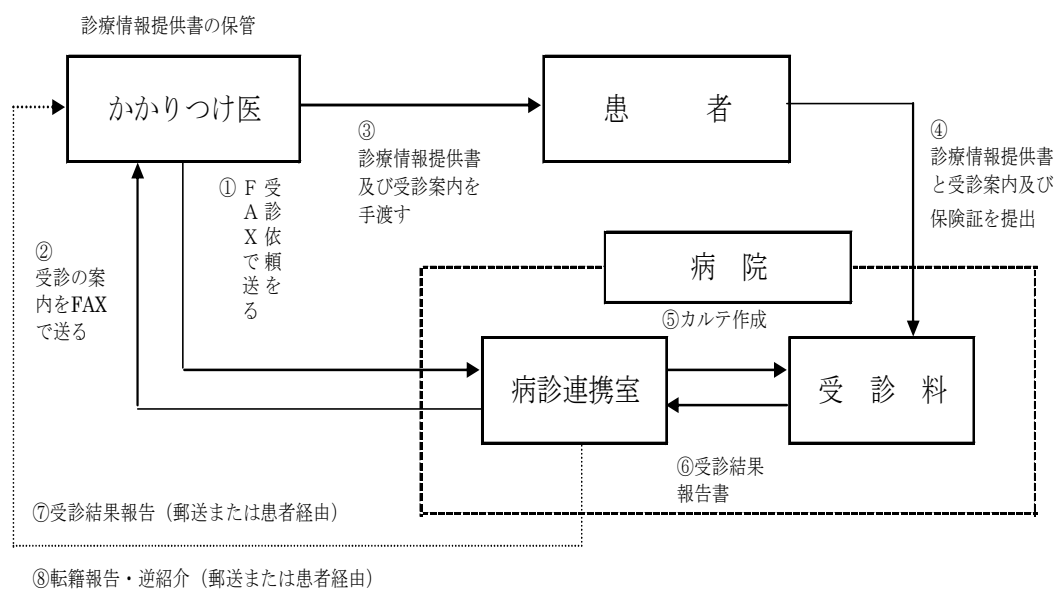 診療情報提供書の保管
かかりつけ医
患 者
③
診療情報提供書
及び受診案内を
手渡す
④
診療情報提供書
と受診案内及び
保険証を提出
①受診依頼を
FAXで送る
②
受診の案
内をFAX
で送る
病 院
⑤カルテ作成
病診連携室
受 診 料
⑥受診結果
報告書
⑦受診結果報告（郵送または患者経由）
⑧転籍報告・逆紹介（郵送または患者経由）